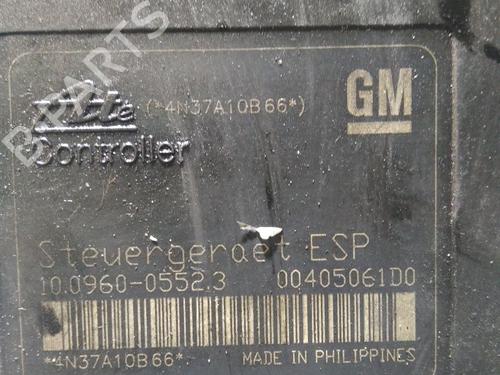 B-PARTS
Ate
(*4N37A10B66*)
GM
Controller
Steuergeraet ESP
10.0960-0552.3
00405061D0
*4N37A10B66*
MADE IN PHILIPPINES